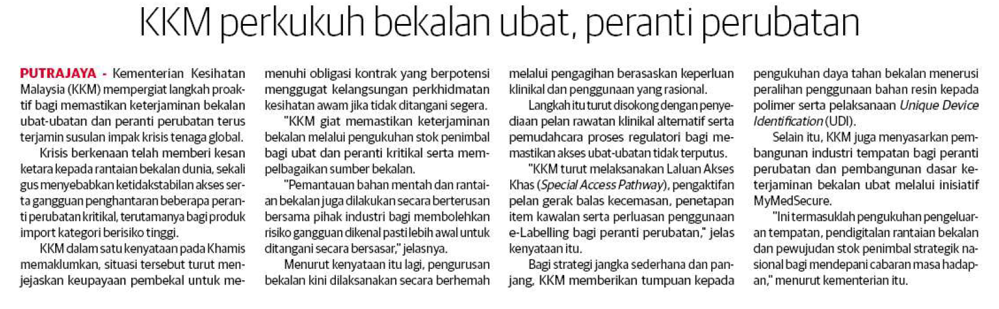 KKM perkukuh bekalan ubat, peranti perubatan
PUTRAJAYA - Kementerian Kesihatan
Malaysia (KKM) mempergiat langkah proak-
tif bagi memastikan keterjaminan bekalan
ubat-ubatan dan peranti perubatan terus
terjamin susulan impak krisis tenaga global.
Krisis berkenaan telah memberi kesan
ketara kepada rantaian bekalan dunia, sekali
gus menyebabkan ketidakstabilan akses ser-
ta gangguan penghantaran beberapa peran-
ti perubatan kritikal, terutamanya bagi produk
import kategori berisiko tinggi.
KKM dalam satu kenyataan pada Khamis
memaklumkan, situasi tersebut turut men-
jejaskan keupayaan pembekal untuk me-
menuhi obligasi kontrak yang berpotensi
menggugat kelangsungan perkhidmatan
kesihatan awam jika tidak ditangani segera.
"KKM giat memastikan keterjaminan
bekalan melalui pengukuhan stok penimbal
bagi ubat dan peranti kritikal serta mem-
pelbagaikan sumber bekalan.
"Pemantauan bahan mentah dan rantai-
an bekalan juga dilakukan secara berterusan
bersama pihak industri bagi membolehkan
risiko gangguan dikenal pasti lebih awal untuk
ditangani secara bersasar," jelasnya.
Menurut kenyataan itu lagi, pengurusan
bekalan kini dilaksanakan secara berhemah
melalui pengagihan berasaskan keperluan
klinikal dan penggunaan yang rasional.
Langkah itu turut disokong dengan penye-
diaan pelan rawatan klinikal alternatif serta
pemudahcara proses regulatori bagi me-
mastikan akses ubat-ubatan tidak terputus.
"KKM turut melaksanakan Laluan Akses
Khas (Special Access Pathway), pengaktifan
pelan gerak balas kecemasan, penetapan
item kawalan serta perluasan penggunaan
e-Labelling bagi peranti perubatan," jelas
kenyataan itu.
Bagi strategi jangka sederhana dan pan-
jang, KKM memberikan tumpuan kepada
pengukuhan daya tahan bekalan menerusi
peralihan penggunaan bahan resin kepada
polimer serta pelaksanaan Unique Device
Identification (UDI).
Selain itu, KKM juga menyasarkan pem-
bangunan industri tempatan bagi peranti
perubatan dan pembangunan dasar ke-
terjaminan bekalan ubat melalui inisiatif
MyMedSecure.
"Ini termasuklah pengukuhan pengeluar-
an tempatan, pendigitalan rantaian bekalan
dan pewujudan stok penimbal strategik na-
sional bagi mendepani cabaran masa hadap-
an," menurut kementerian itu.